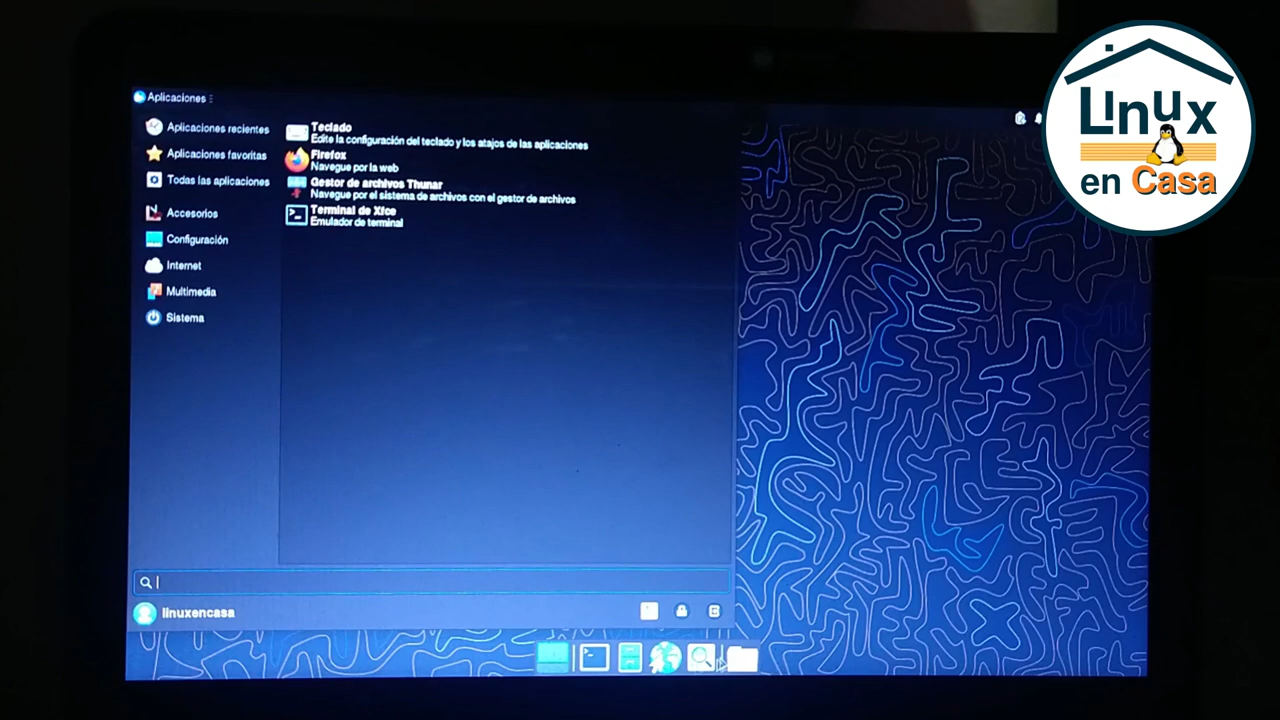 Aplicaciones
Aplicaciones recientes
Aplicaciones favoritas
Todas las aplicaciones
Accesorios
Configuración
Internet
Multimedia
Sistema
Teclado
Edite la configuración del teclado y los atajos de las aplicaciones
Firefox
Navegue por la web
Gestor de archivos Thunar
Navegue por el sistema de archivos con el gestor de archivos
Terminal de Xfce
Emulador de terminal
linuxencasa
LInux
en Casa